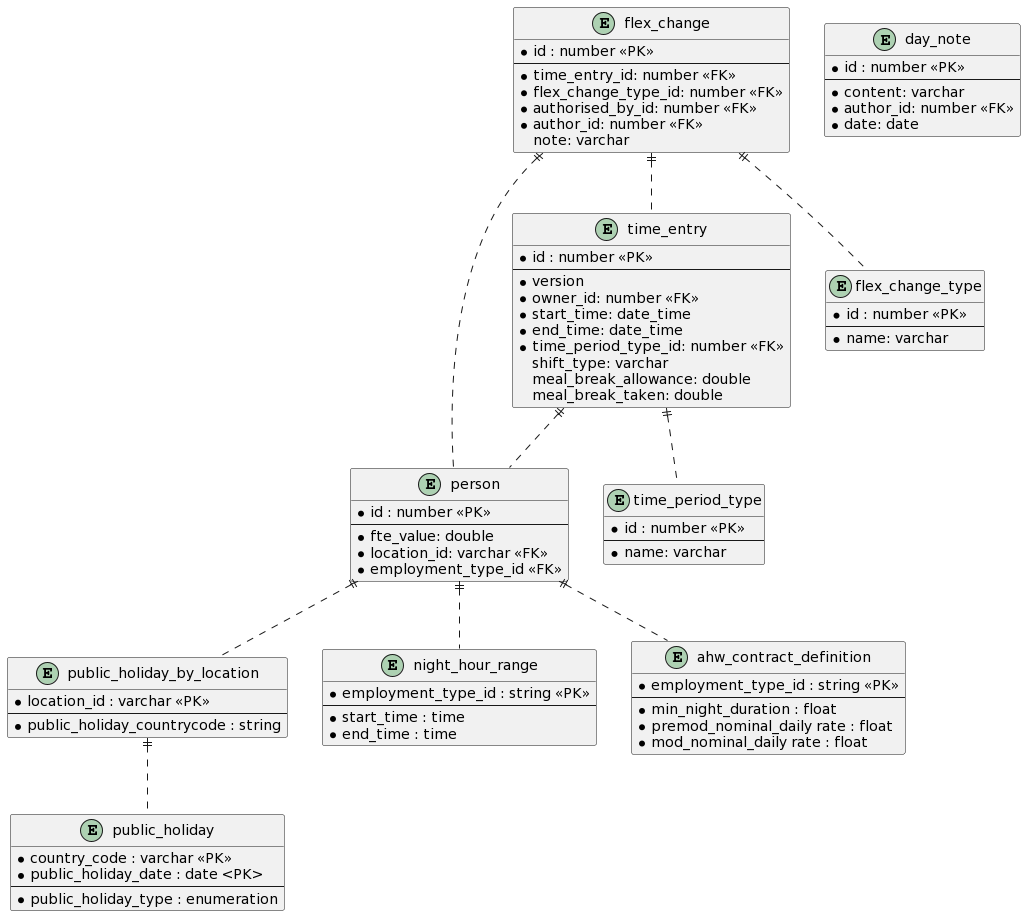 E flex_change
id : number «PK»
time_entry_id: number «FK»
flex_change_type_id: number «FK»
authorised_by_id: number «FK»
author_id: number «FK»
note: varchar
E day_note
id : number «PK»
content: varchar
author_id: number «FK»
date: date
E time_entry
id : number «PK»
version
owner_id: number «FK»
start_time: date_time
end_time: date_time
time_period_type_id: number «FK»
shift_type: varchar
meal_break_allowance: double
meal_break_taken: double
E flex_change_type
id : number «PK»
name: varchar
E person
id : number «PK»
fte_value: double
location_id: varchar «FK»
employment_type_id «FK»
E time_period_type
id : number «PK»
name: varchar
E public_holiday_by_location
location_id : varchar «PK»
public_holiday_countrycode : string
E night_hour_range
employment_type_id : string «PK»
start_time : time
end_time : time
E ahw_contract_definition
employment_type_id : string «PK»
min_night_duration : float
premod_nominal_daily rate : float
mod_nominal_daily rate : float
E public_holiday
country_code : varchar «PK»
public_holiday_date : date <PK>
public_holiday_type : enumeration